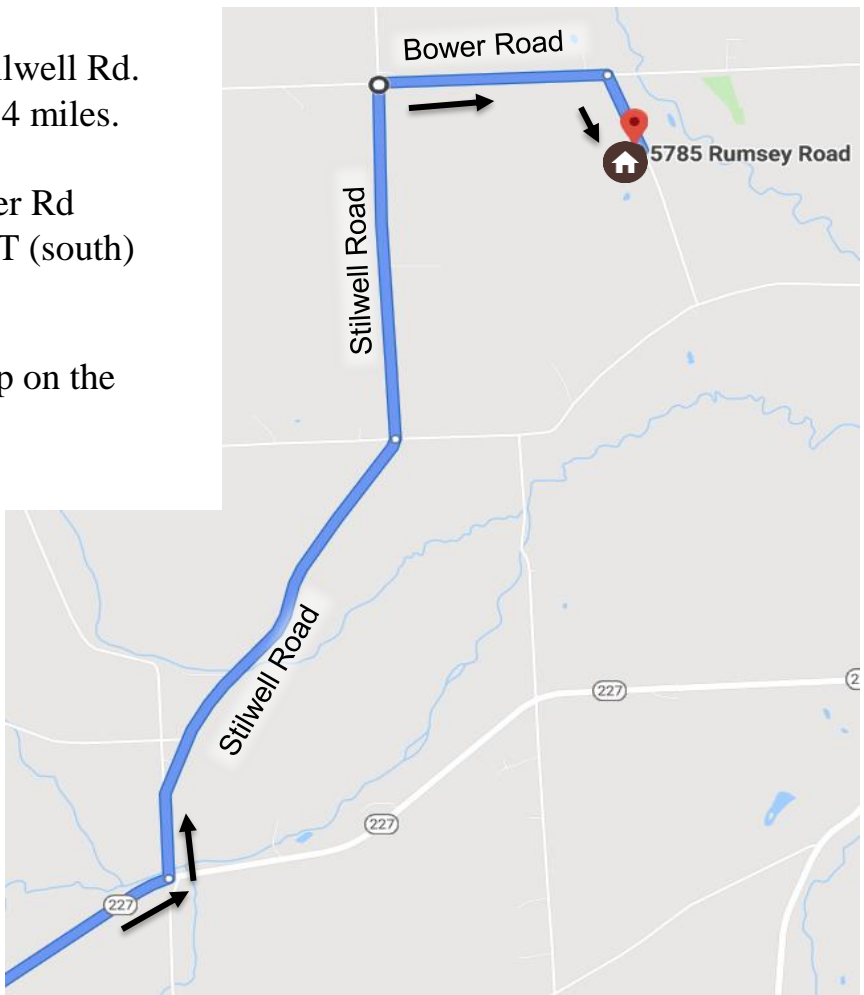 lwell Rd.
4 miles.
er Rd
T (south)
p on the
Bower Road
5785 Rumsey Road
Stilwell Road
Stilwell Road
227
227
227